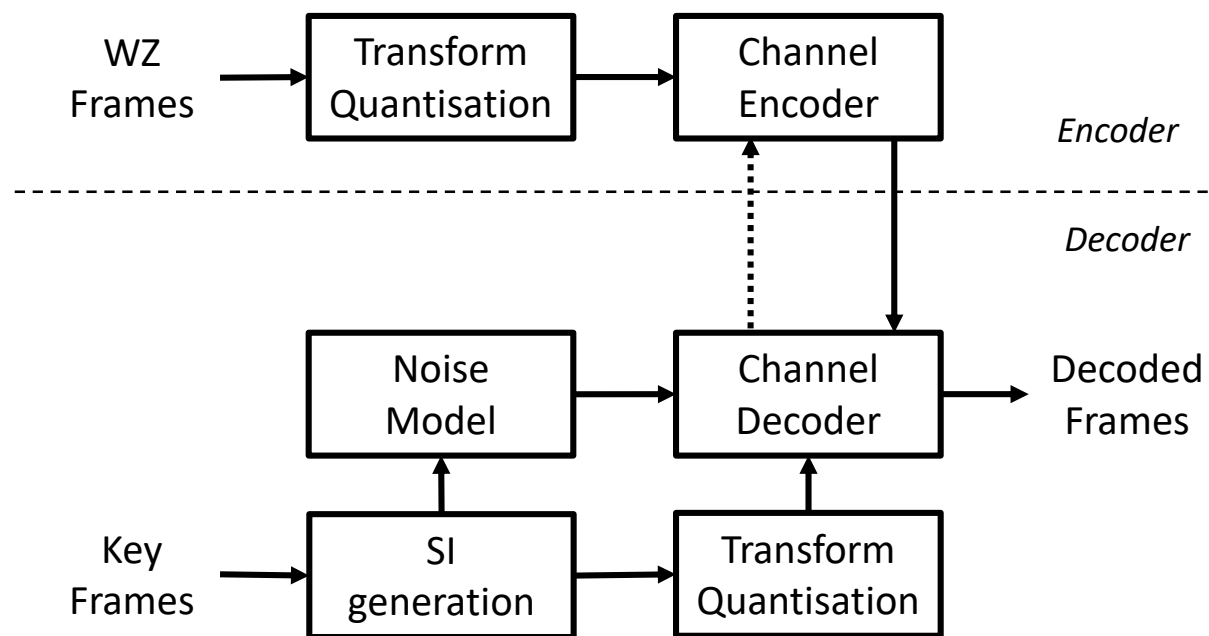 WZ
Frames
Transform
Quantisation
Channel
Encoder
Encoder
Decoder
Noise
Model
Channel
Decoder
Decoded
Frames
Key
Frames
SI
generation
Transform
Quantisation